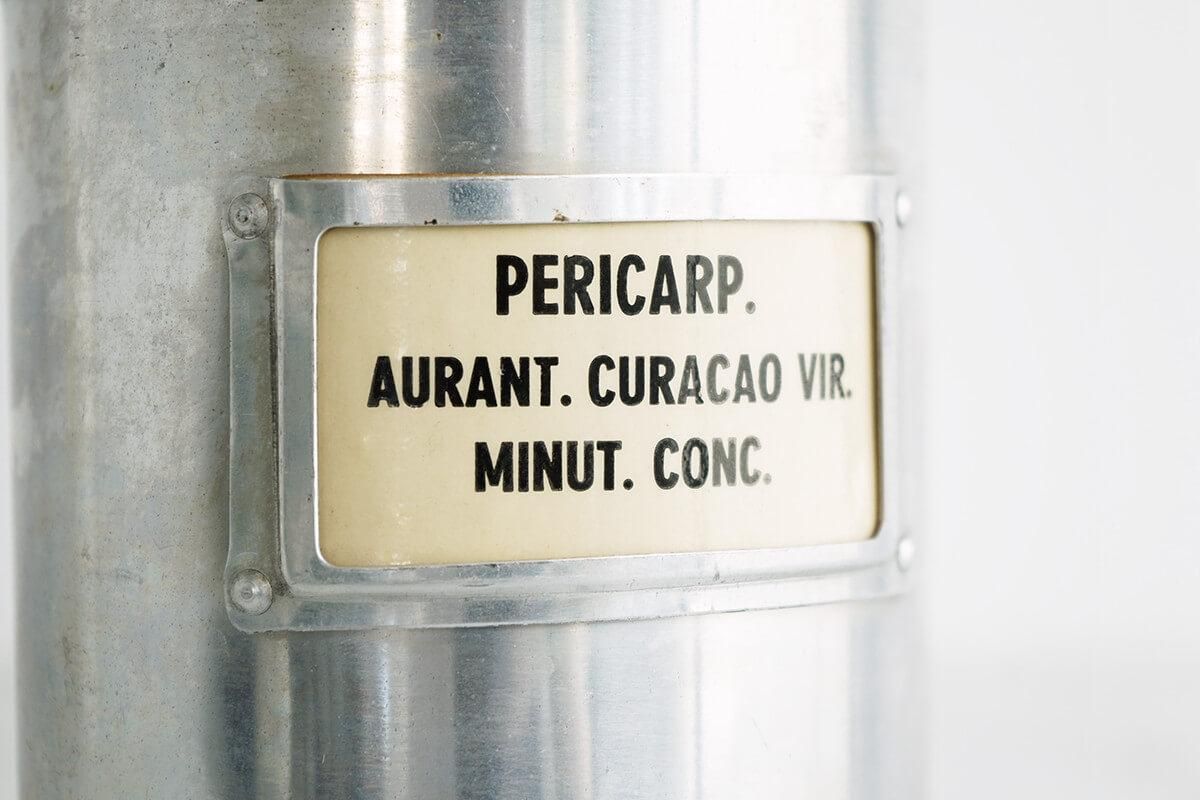 PERICARP.
AURANT. CURACAO VIR.
MINUT. CONC.